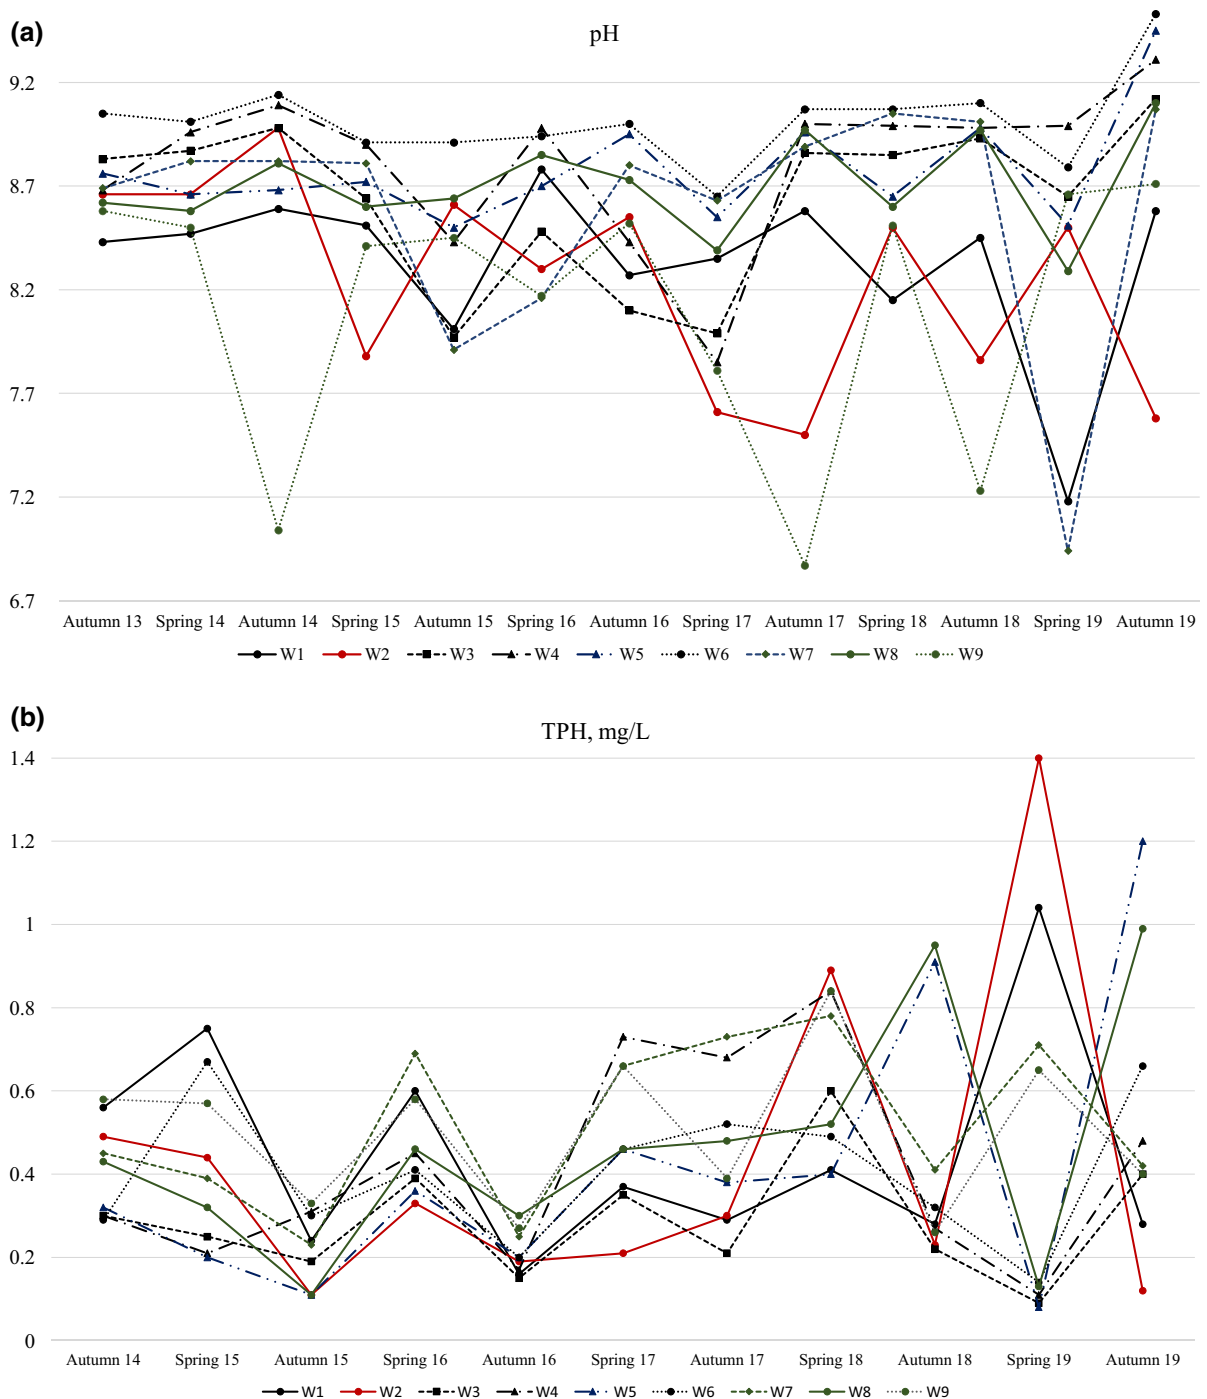 (a)
pH
9.2
8.7
8.2
7.7
7.2
6.7
Autumn 13 Spring 14 Autumn 14 Spring 15 Autumn 15 Spring 16 Autumn 16 Spring 17 Autumn 17 Spring 18 Autumn 18 Spring 19 Autumn 19
W1 W2 W3 W4 W5 W6 W7 W8 W9
(b)
TPH, mg/L
1.4
1.2
1
0.8
0.6
0.4
0.2
0
Autumn 14 Spring 15 Autumn 15 Spring 16 Autumn 16 Spring 17 Autumn 17 Spring 18 Autumn 18 Spring 19 Autumn 19
W1 W2 W3 W4 W5 W6 W7 W8 W9